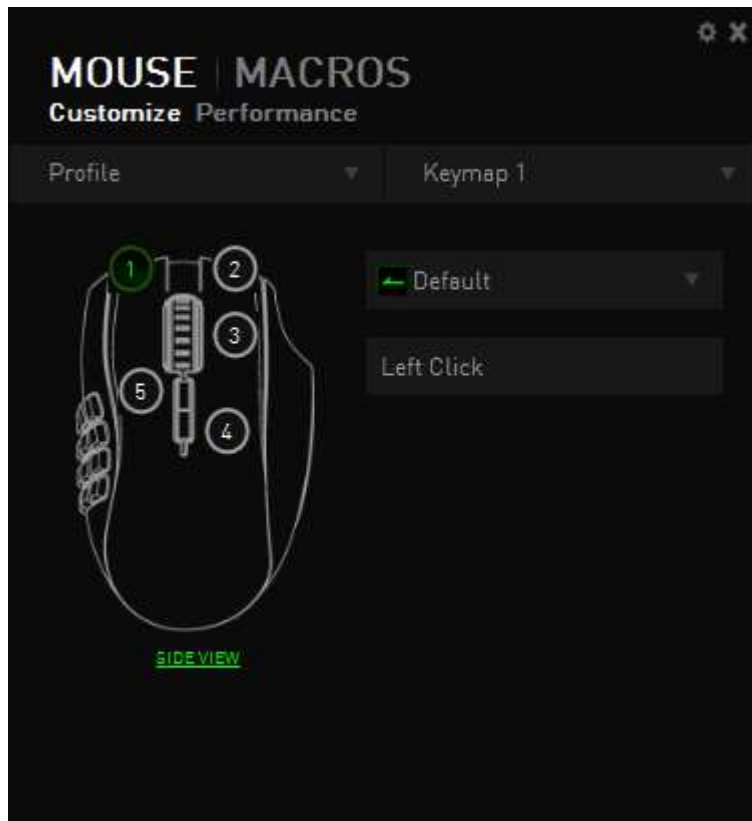 MOUSE | MACROS
Customize Performance
Profile
Keymap 1
1
2
3
5
4
Default
Left Click
SIDE VIEW